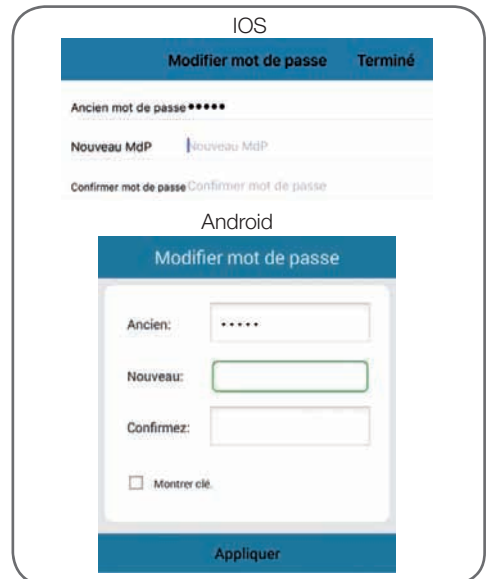 IOS
Modifier mot de passe Terminé
Ancien mot de passe •••••
Nouveau MdP Nouveau MdP
Confirmer mot de passe Confirmer mot de passe
Android
Modifier mot de passe
Ancien: •••••
Nouveau:
Confirmez:
Montrer clé.
Appliquer